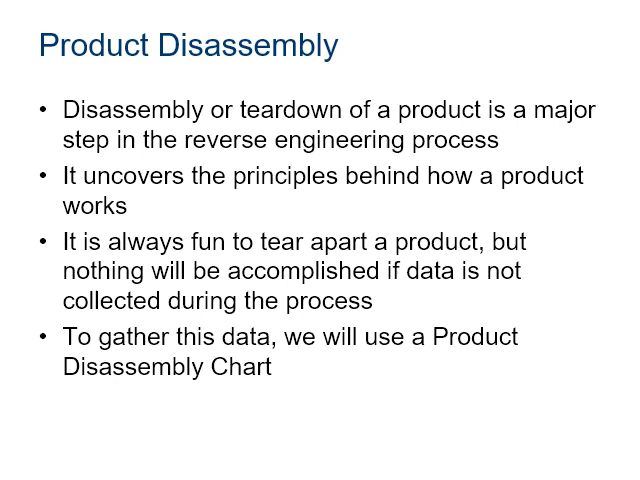 Product Disassembly
• Disassembly or teardown of a product is a major
step in the reverse engineering process
• It uncovers the principles behind how a product
works
• It is always fun to tear apart a product, but
nothing will be accomplished if data is not
collected during the process
• To gather this data, we will use a Product
Disassembly Chart